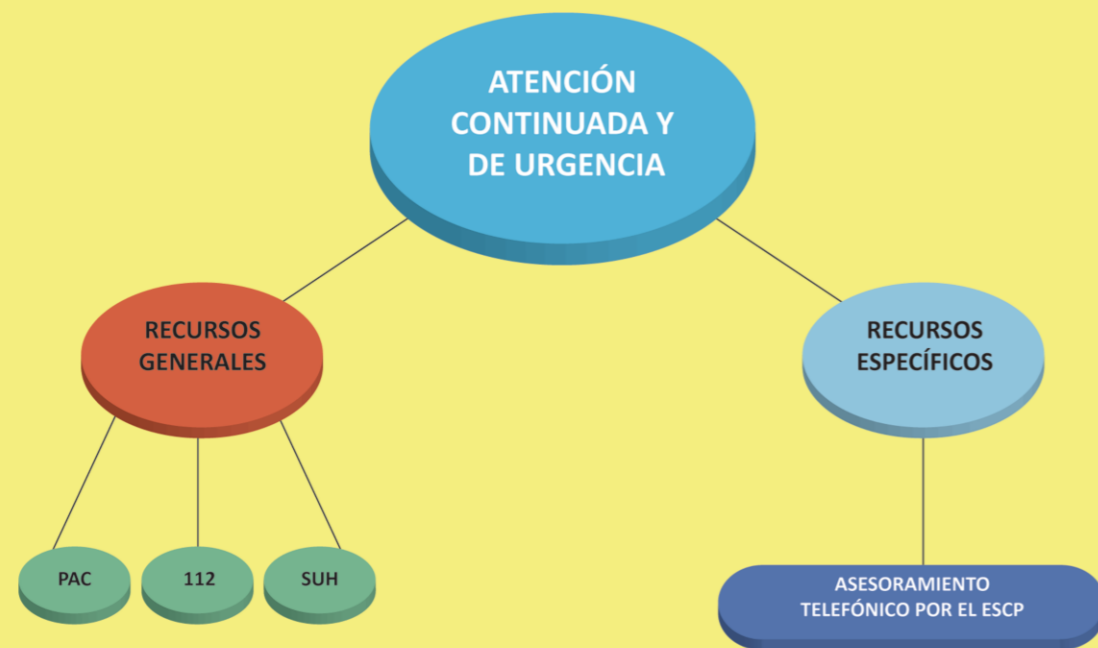 ATENCIÓN
CONTINUADA Y
DE URGENCIA
RECURSOS
GENERALES
RECURSOS
ESPECÍFICOS
PAC
112
SUH
ASESORAMIENTO
TELEFÓNICO POR EL ESCP